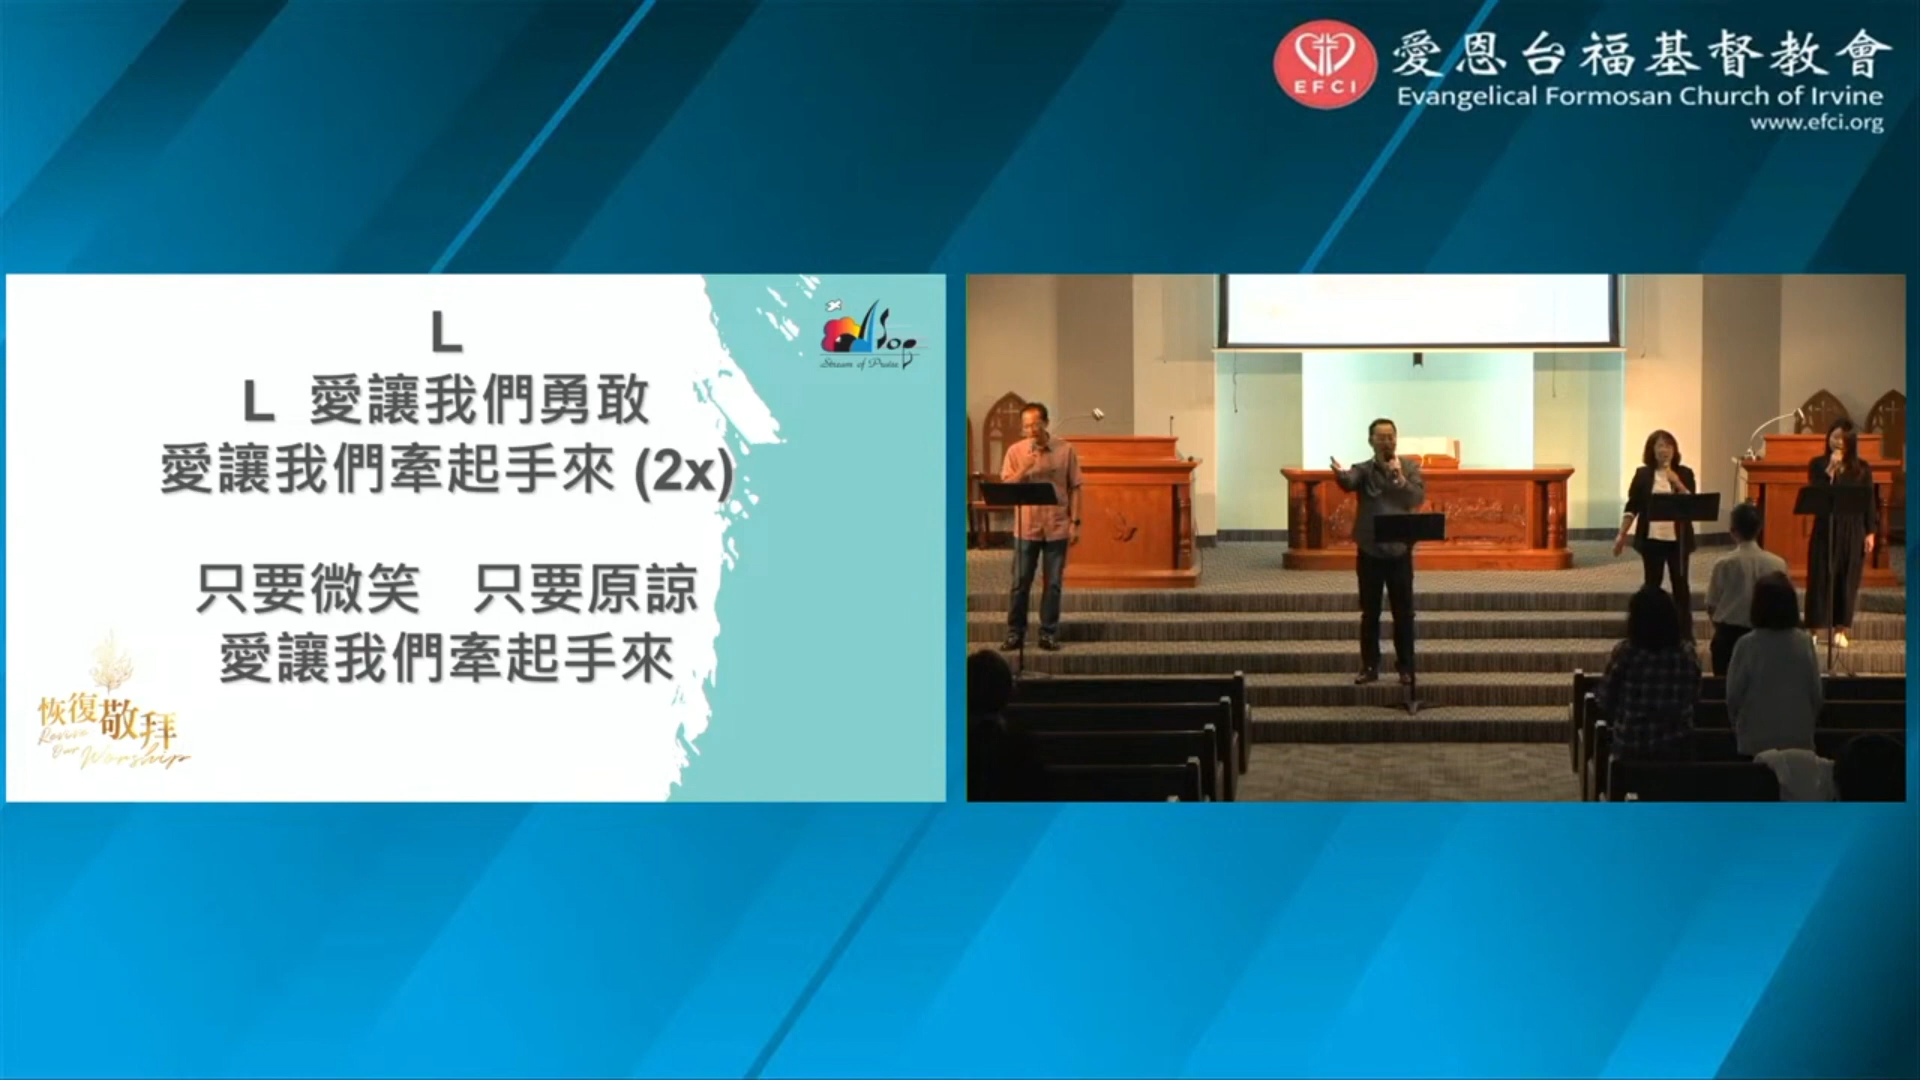 愛恩台福基督教會
EFCI
Evangelical Formosan Church of Irvine
www.efci.org
L
L 愛讓我們勇敢
愛讓我們牽起手來 (2x)
只要微笑 只要原諒
愛讓我們牽起手來
Sop
Stream of Praise
恢復敬拜
Revive
Our Worship